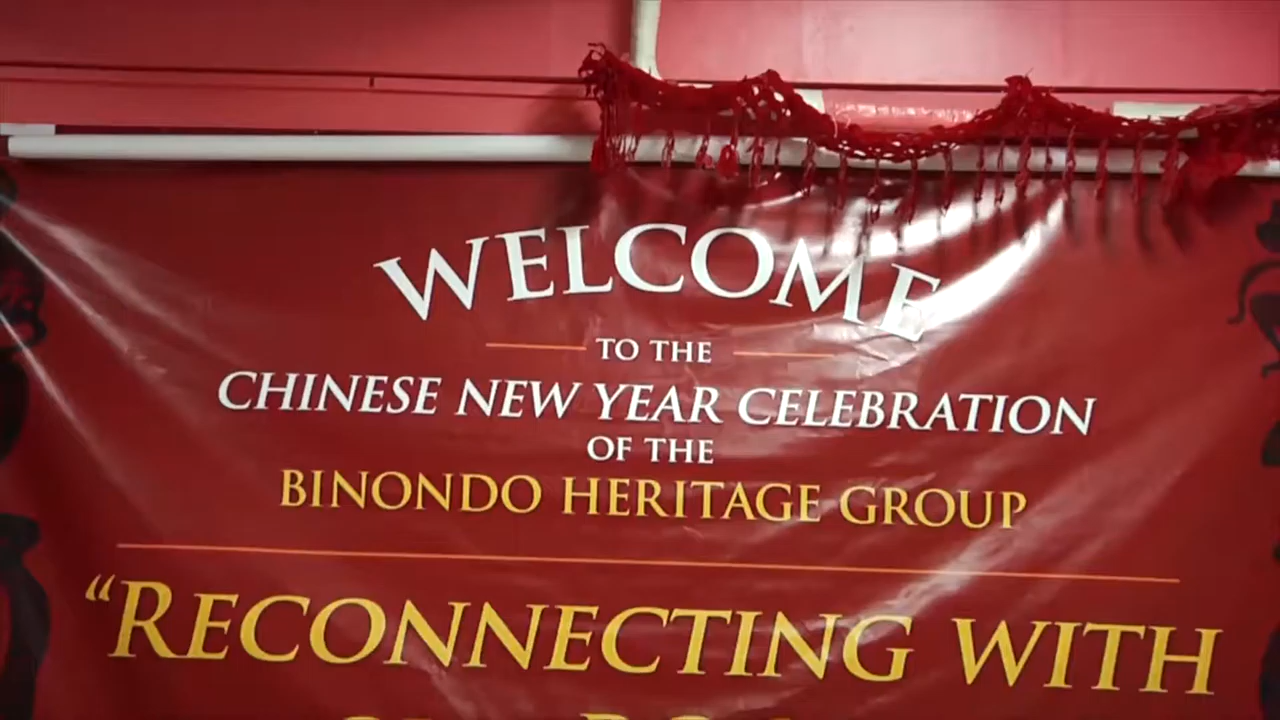 WELCOME
TO THE
CHINESE NEW YEAR CELEBRATION
OF THE
BINONDO HERITAGE GROUP
"RECONNECTING WITH